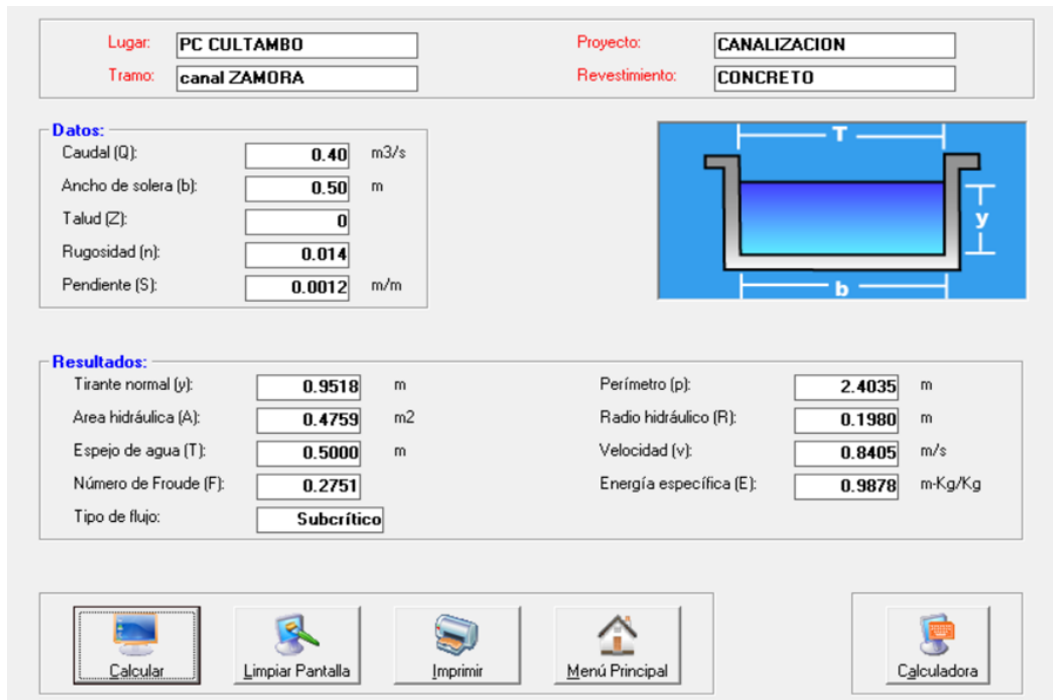 Lugar: PC CULTAMBO Proyecto: CANALIZACION
Tramo: canal ZAMORA Revestimiento: CONCRETO
Datos:
Caudal (Q): 0.40 m3/s
Ancho de solera (b): 0.50 m
Talud (Z): 0
Rugosidad (n): 0.014
Pendiente (S): 0.0012 m/m
T
y
b
Resultados:
Tirante normal (y): 0.9518 m Perímetro (p): 2.4035 m
Area hidráulica (A): 0.4759 m2 Radio hidráulico (R): 0.1980 m
Espejo de agua (T): 0.5000 m Velocidad (v): 0.8405 m/s
Número de Froude (F): 0.2751 Energía específica (E): 0.9878 m-Kg/Kg
Tipo de flujo: Subcrítico
Calcular Limpiar Pantalla Imprimir Menú Principal Calculadora